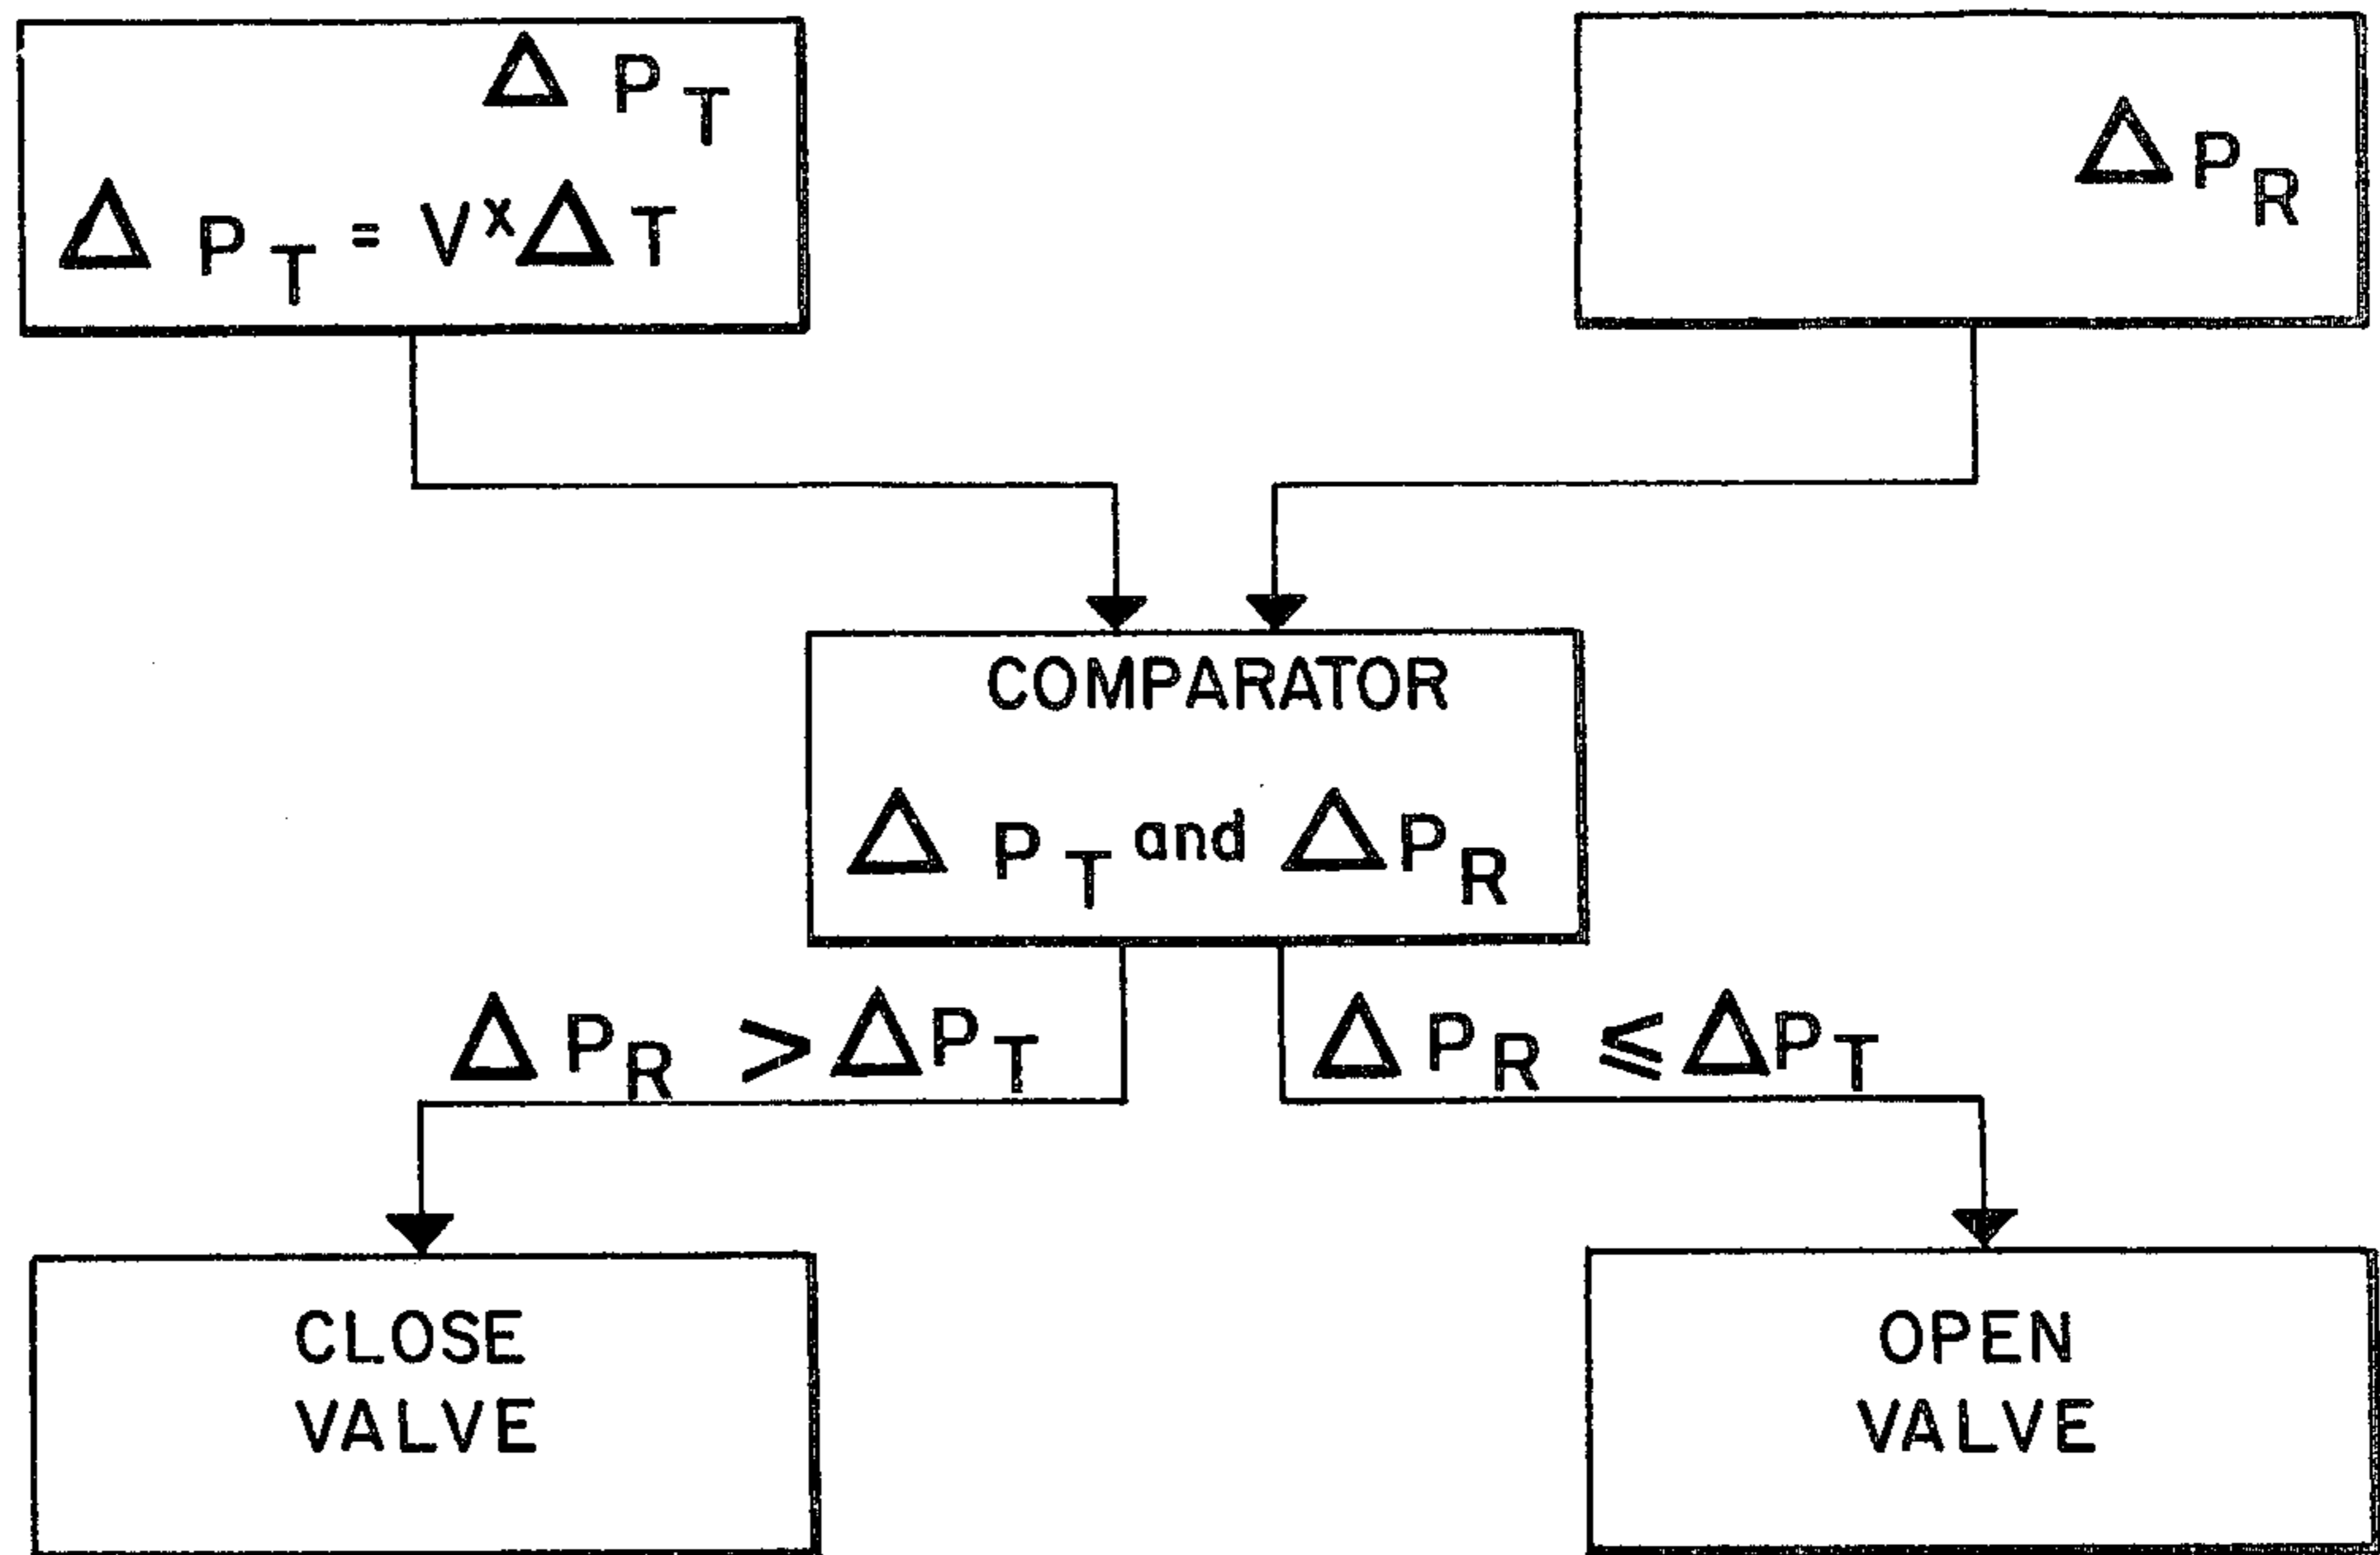 Δ P_T
Δ P_T = V x Δ T
Δ P_R
COMPARATOR
Δ P_T and Δ P_R
Δ P_R > Δ P_T
Δ P_R ≤ Δ P_T
CLOSE
VALVE
OPEN
VALVE